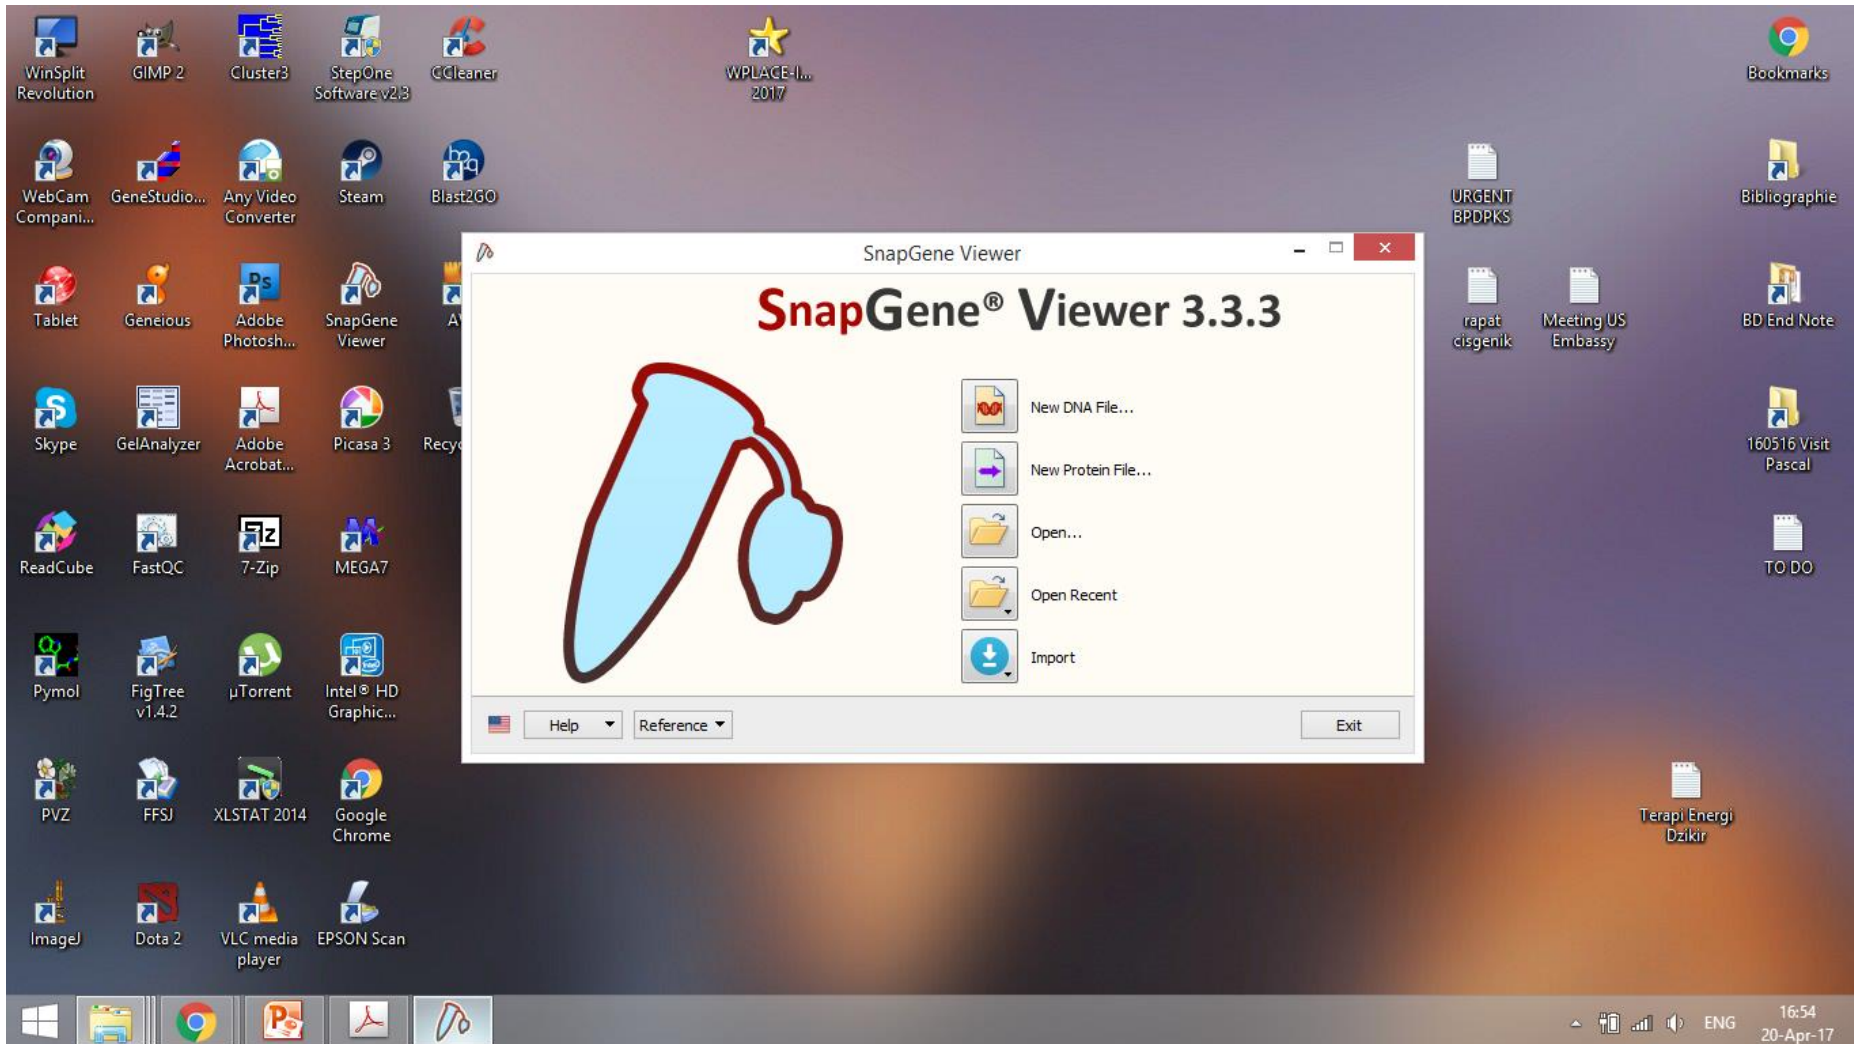 WinSplit
Revolution
GIMP 2
Cluster3
StepOne
Software v2.3
CCleaner
WPLACE-I...
2017
Bookmarks
WebCam
Compani...
GeneStudio...
Any Video
Converter
Steam
Blast2GO
URGENT
BPDPKS
Bibliographie
Tablet
Geneious
Ps
Adobe
Photosh...
SnapGene
Viewer
rapat
cisgenik
Meeting US
Embassy
BD End Note
SnapGene Viewer
SnapGene® Viewer 3.3.3
New DNA File...
New Protein File...
Open...
Open Recent
Import
Help
Reference
Exit
Skype
GelAnalyzer
Adobe
Acrobat...
Picasa 3
160516 Visit
Pascal
ReadCube
FastQC
7-Zip
MEGA7
TO DO
Pymol
FigTree
v1.4.2
µTorrent
Intel® HD
Graphic...
PVZ
FFSJ
XLSTAT 2014
Google
Chrome
Terapi Energi
Dzikir
ImageJ
Dota 2
VLC media
player
EPSON Scan
ENG
16:54
20-Apr-17